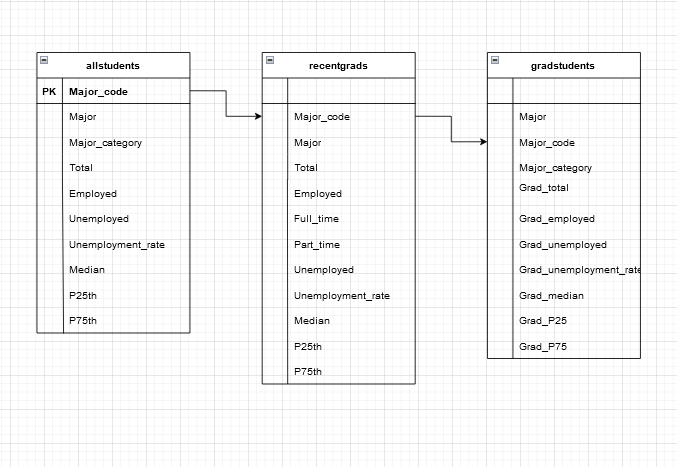 allstudents
PK Major_code
Major
Major_category
Total
Employed
Unemployed
Unemployment_rate
Median
P25th
P75th
recentgrads
Major_code
Major
Total
Employed
Full_time
Part_time
Unemployed
Unemployment_rate
Median
P25th
P75th
gradstudents
Major
Major_code
Major_category
Grad_total
Grad_employed
Grad_unemployed
Grad_unemployment_rate
Grad_median
Grad_P25
Grad_P75